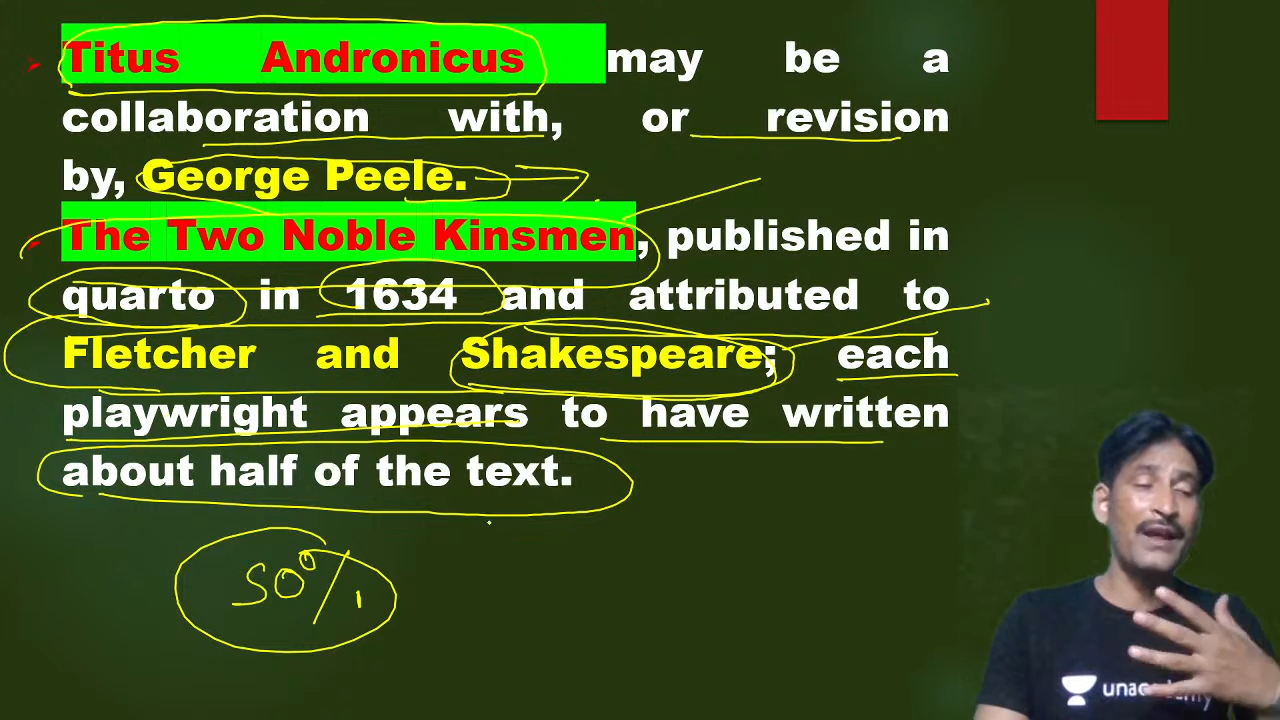 Titus Andronicus may be a
collaboration with, or revision
by, George Peele.
The Two Noble Kinsmen, published in
quarto in 1634 and attributed to
Fletcher and Shakespeare; each
playwright appears to have written
about half of the text.
50%
unacademy